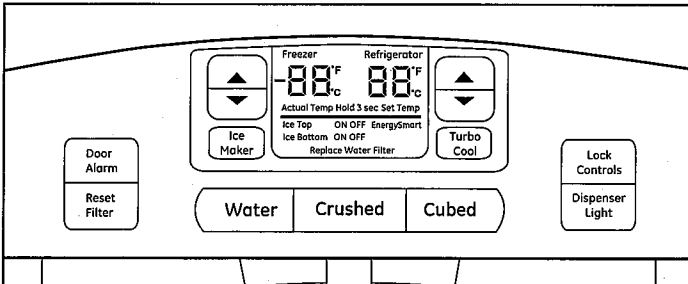 Freezer Refrigerator
-88°F 88°F
°C °C
Actual Temp Hold 3 sec Set Temp
Ice Top ON OFF EnergySmart
Ice Bottom ON OFF
Replace Water Filter
Ice
Maker
Turbo
Cool
Door
Alarm
Reset
Filter
Water Crushed Cubed
Lock
Controls
Dispenser
Light